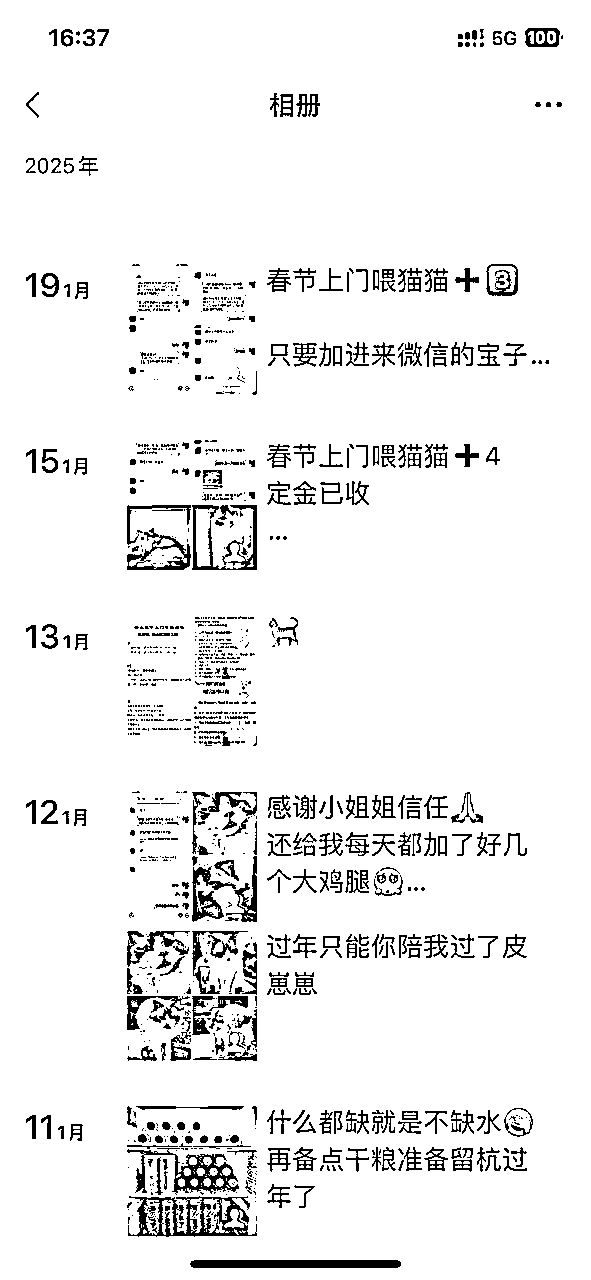 16:37
5G 100
相册
2025年
19 1月
春节上门喂猫猫➕3️⃣
只要加进来微信的宝子...
15 1月
春节上门喂猫猫➕4
定金已收
...
13 1月
🐈
12 1月
感谢小姐姐信任🙏
还给我每天都加了好几
个大鸡腿...
过年只能你陪我过了皮
崽崽
11 1月
什么都缺就是不缺水
再备点干粮准备留杭过
年了